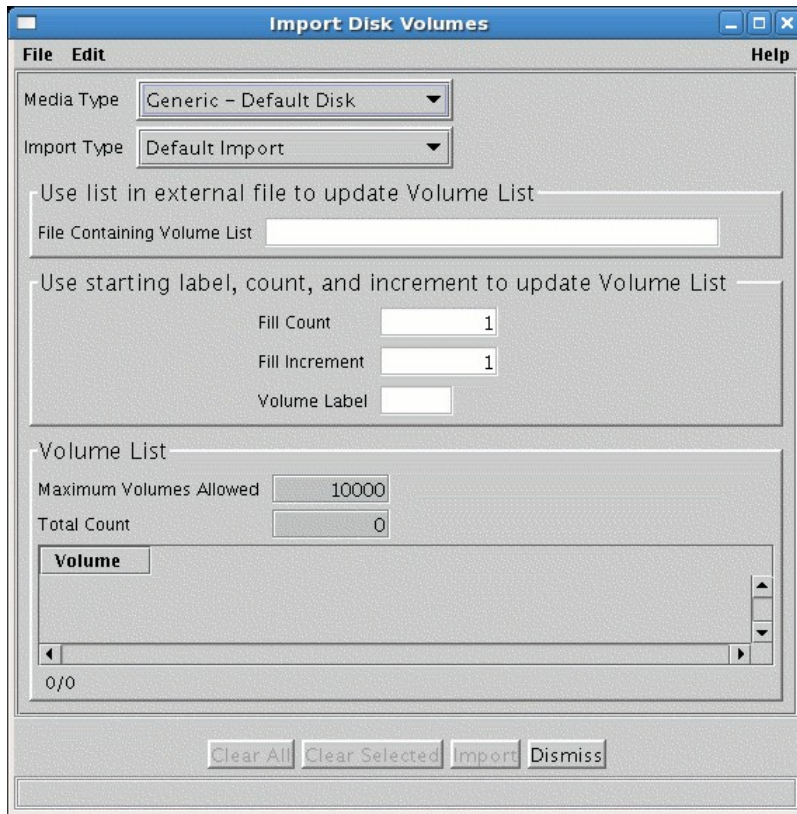 Import Disk Volumes
File Edit Help
Media Type Generic – Default Disk
Import Type Default Import
Use list in external file to update Volume List
File Containing Volume List
Use starting label, count, and increment to update Volume List
Fill Count 1
Fill Increment 1
Volume Label
Volume List
Maximum Volumes Allowed 10000
Total Count 0
Volume
0/0
Clear All Clear Selected Import Dismiss